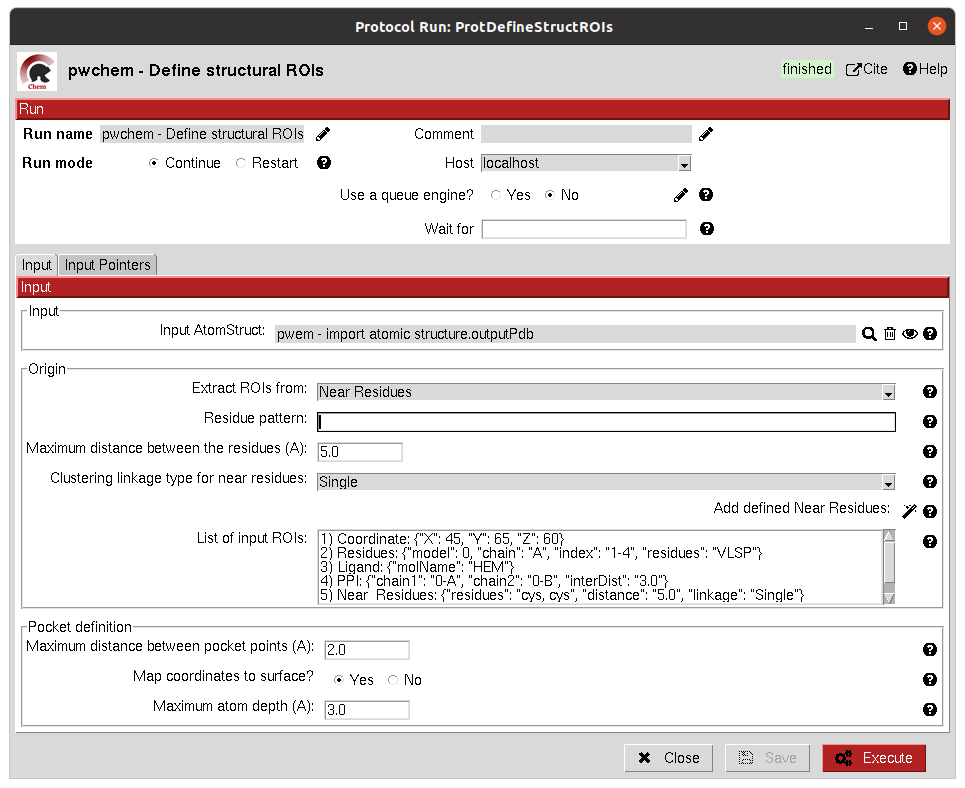 Protocol Run: ProtDefineStructROIs
Chem
pwchem - Define structural ROIs
finished Cite Help
Run
Run name pwchem - Define structural ROIs Comment
Run mode Continue Restart Host localhost
Use a queue engine? Yes No
Wait for
Input Input Pointers
Input
Input
Input AtomStruct: pwem - import atomic structure.outputPdb
Origin
Extract ROIs from: Near Residues
Residue pattern:
Maximum distance between the residues (A): 5.0
Clustering linkage type for near residues: Single
Add defined Near Residues:
List of input ROIs: 1) Coordinate: {"X": 45, "Y": 65, "Z": 60}
2) Residues: {"model": 0, "chain": "A", "index": "1-4", "residues": "VLSP"}
3) Ligand: {"molName": "HEM"}
4) PPI: {"chain1": "0-A", "chain2": "0-B", "interDist": "3.0"}
5) Near_Residues: {"residues": "cys, cys", "distance": "5.0", "linkage": "Single"}
Pocket definition
Maximum distance between pocket points (A): 2.0
Map coordinates to surface? Yes No
Maximum atom depth (A): 3.0
Close Save Execute